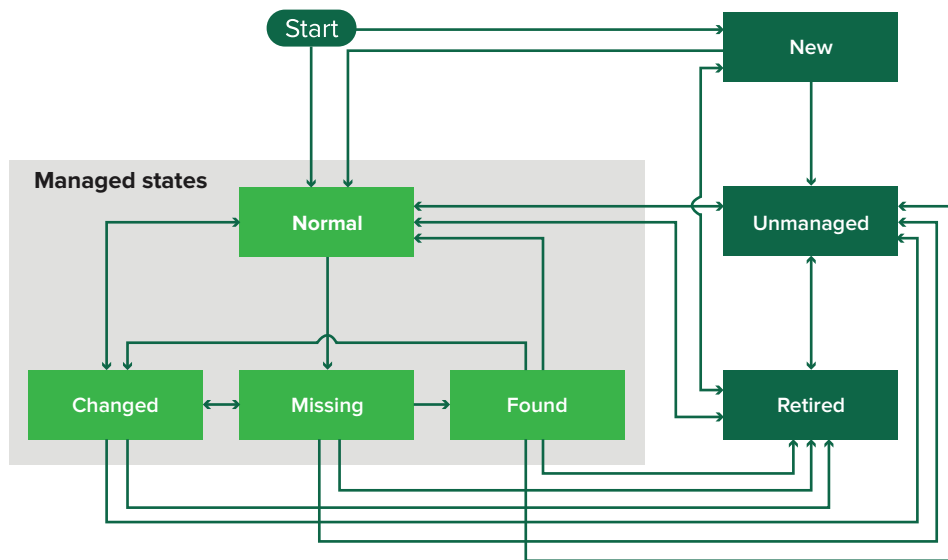 Start
New
Managed states
Normal
Unmanaged
Changed
Missing
Found
Retired